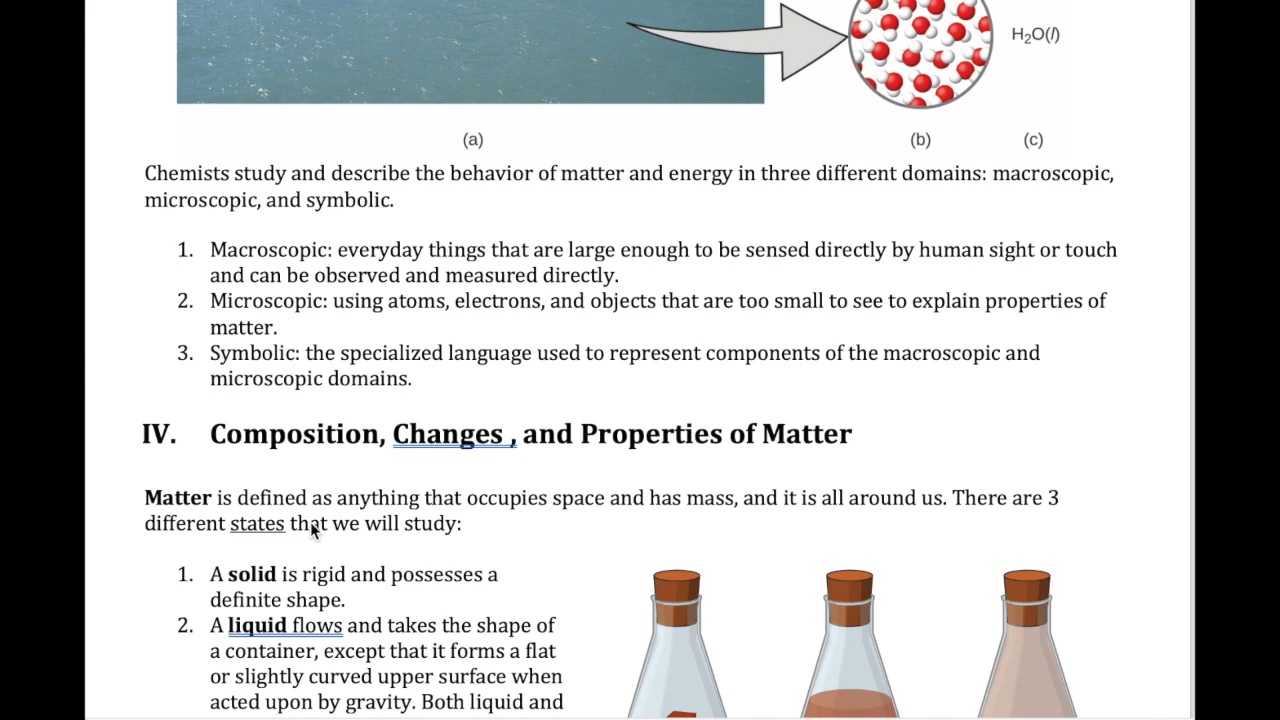 H₂O(l)
(a) (b) (c)
Chemists study and describe the behavior of matter and energy in three different domains: macroscopic,
microscopic, and symbolic.
1. Macroscopic: everyday things that are large enough to be sensed directly by human sight or touch
and can be observed and measured directly.
2. Microscopic: using atoms, electrons, and objects that are too small to see to explain properties of
matter.
3. Symbolic: the specialized language used to represent components of the macroscopic and
microscopic domains.
IV. Composition, Changes , and Properties of Matter
Matter is defined as anything that occupies space and has mass, and it is all around us. There are 3
different states that we will study:
1. A solid is rigid and possesses a
definite shape.
2. A liquid flows and takes the shape of
a container, except that it forms a flat
or slightly curved upper surface when
acted upon by gravity. Both liquid and